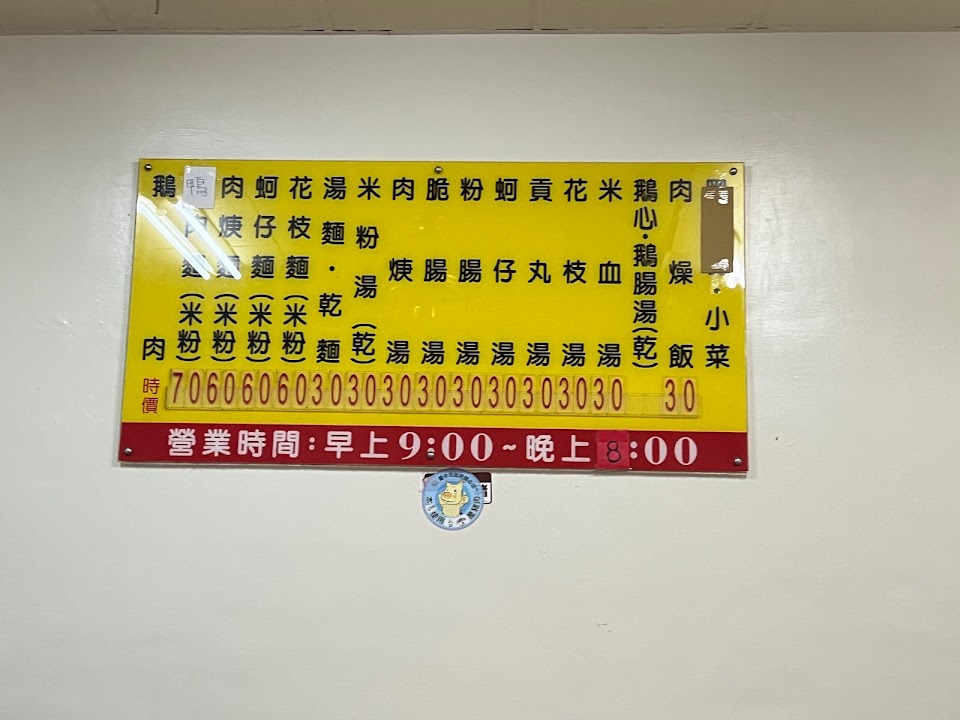 鵝肉
鴨肉麵(米粉)
肉焿麵(米粉)
蚵仔麵(米粉)
花枝麵(米粉)
湯麵·乾麵
米粉湯(乾)
肉焿湯
脆腸湯
粉腸湯
蚵仔湯
貢丸湯
花枝湯
米血湯
鵝心·鵝腸湯(乾)
肉燥飯
·小菜
時價 70 60 60 60 30 30 30 30 30 30 30 30 30 30
營業時間:早上9:00~晚上8:00